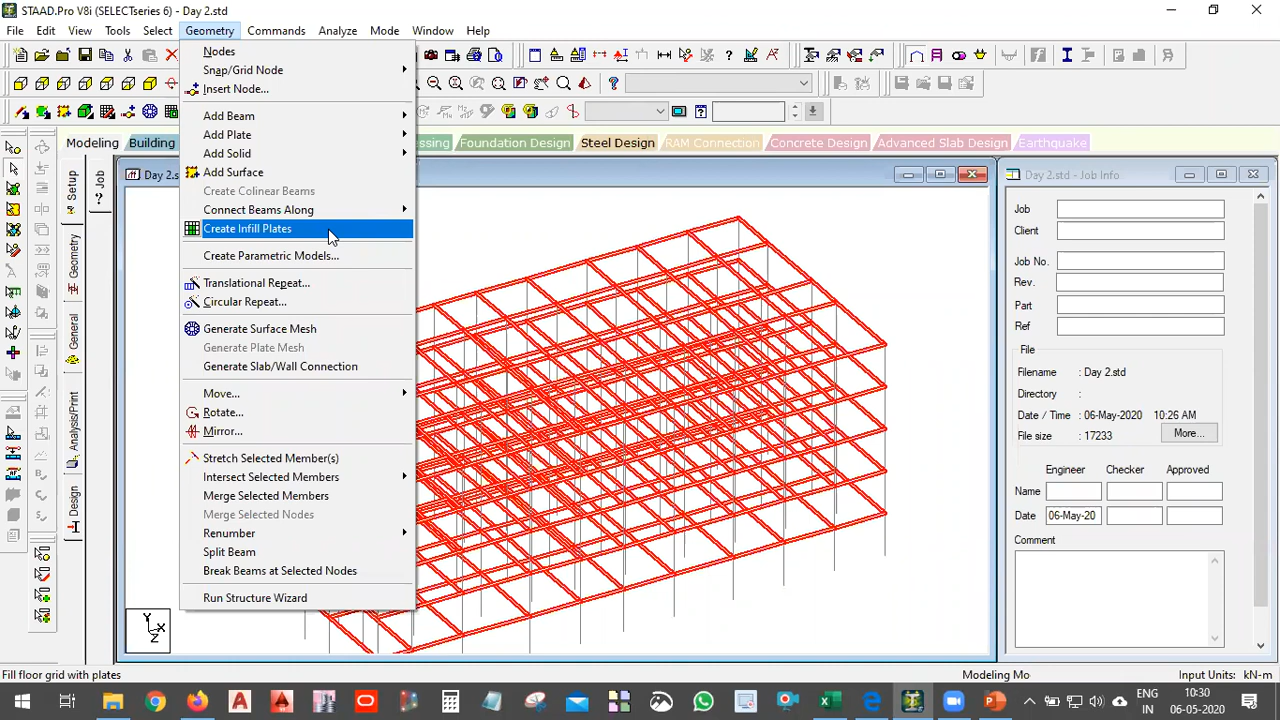 STAAD.Pro V8i (SELECTseries 6) - Day 2.std
File Edit View Tools Select Geometry Commands Analyze Mode Window Help
Nodes
Snap/Grid Node
Insert Node...
Add Beam
Add Plate
Add Solid
Add Surface
Create Colinear Beams
Connect Beams Along
Create Infill Plates
Create Parametric Models...
Translational Repeat...
Circular Repeat...
Generate Surface Mesh
Generate Plate Mesh
Generate Slab/Wall Connection
Move...
Rotate...
Mirror...
Stretch Selected Member(s)
Intersect Selected Members
Merge Selected Members
Merge Selected Nodes
Renumber
Split Beam
Break Beams at Selected Nodes
Run Structure Wizard
Modeling Building essing Foundation Design Steel Design RAM Connection Concrete Design Advanced Slab Design Earthquake
Setup
Geometry
General
Analysis/Print
Design
Job
Day 2.s
Day 2.std - Job Info
Job
Client
Job No.
Rev.
Part
Ref
File
Filename : Day 2.std
Directory :
Date / Time : 06-May-2020 10:26 AM
File size : 17233 More...
Engineer Checker Approved
Name
Date 06-May-20
Comment
Y
X
Z
Fill floor grid with plates
Modeling Mo Input Units: kN-m
ENG
IN
10:30
06-05-2020